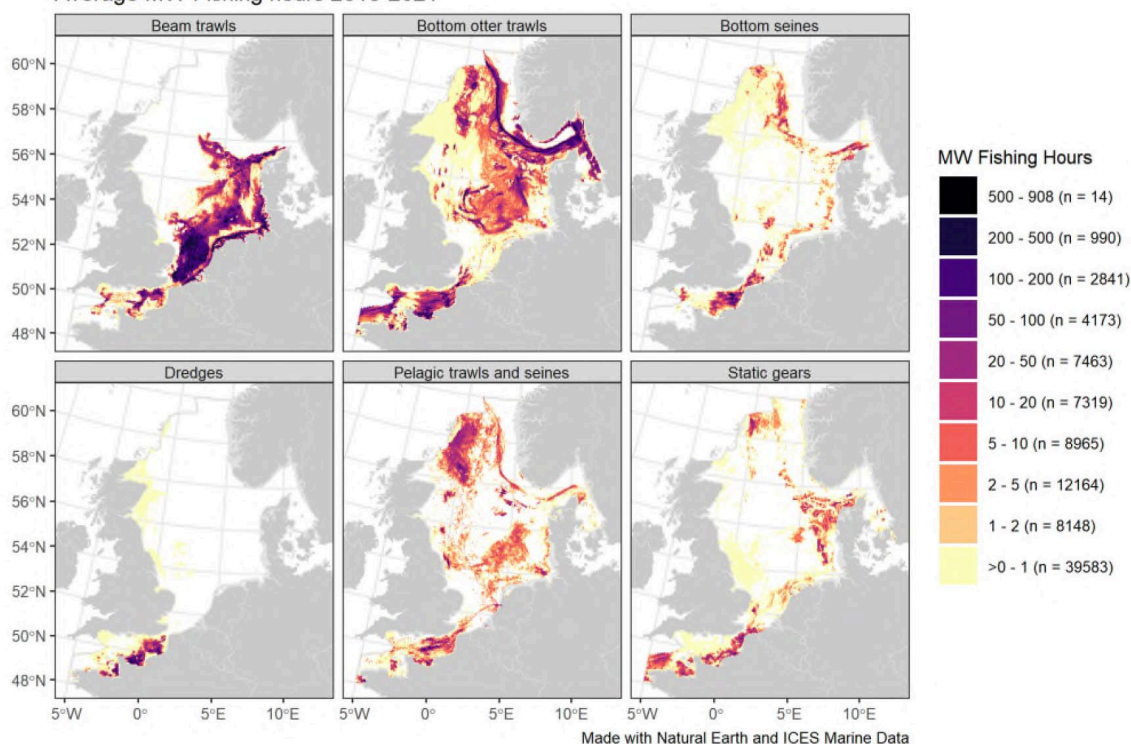 Average MW Fishing hours
Beam trawls
Bottom otter trawls
Bottom seines
60°N
58°N
56°N
54°N
52°N
50°N
48°N
Dredges
Pelagic trawls and seines
Static gears
60°N
58°N
56°N
54°N
52°N
50°N
48°N
5°W 0° 5°E 10°E
5°W 0° 5°E 10°E
5°W 0° 5°E 10°E
MW Fishing Hours
500 - 908 (n = 14)
200 - 500 (n = 990)
100 - 200 (n = 2841)
50 - 100 (n = 4173)
20 - 50 (n = 7463)
10 - 20 (n = 7319)
5 - 10 (n = 8965)
2 - 5 (n = 12164)
1 - 2 (n = 8148)
>0 - 1 (n = 39583)
Made with Natural Earth and ICES Marine Data